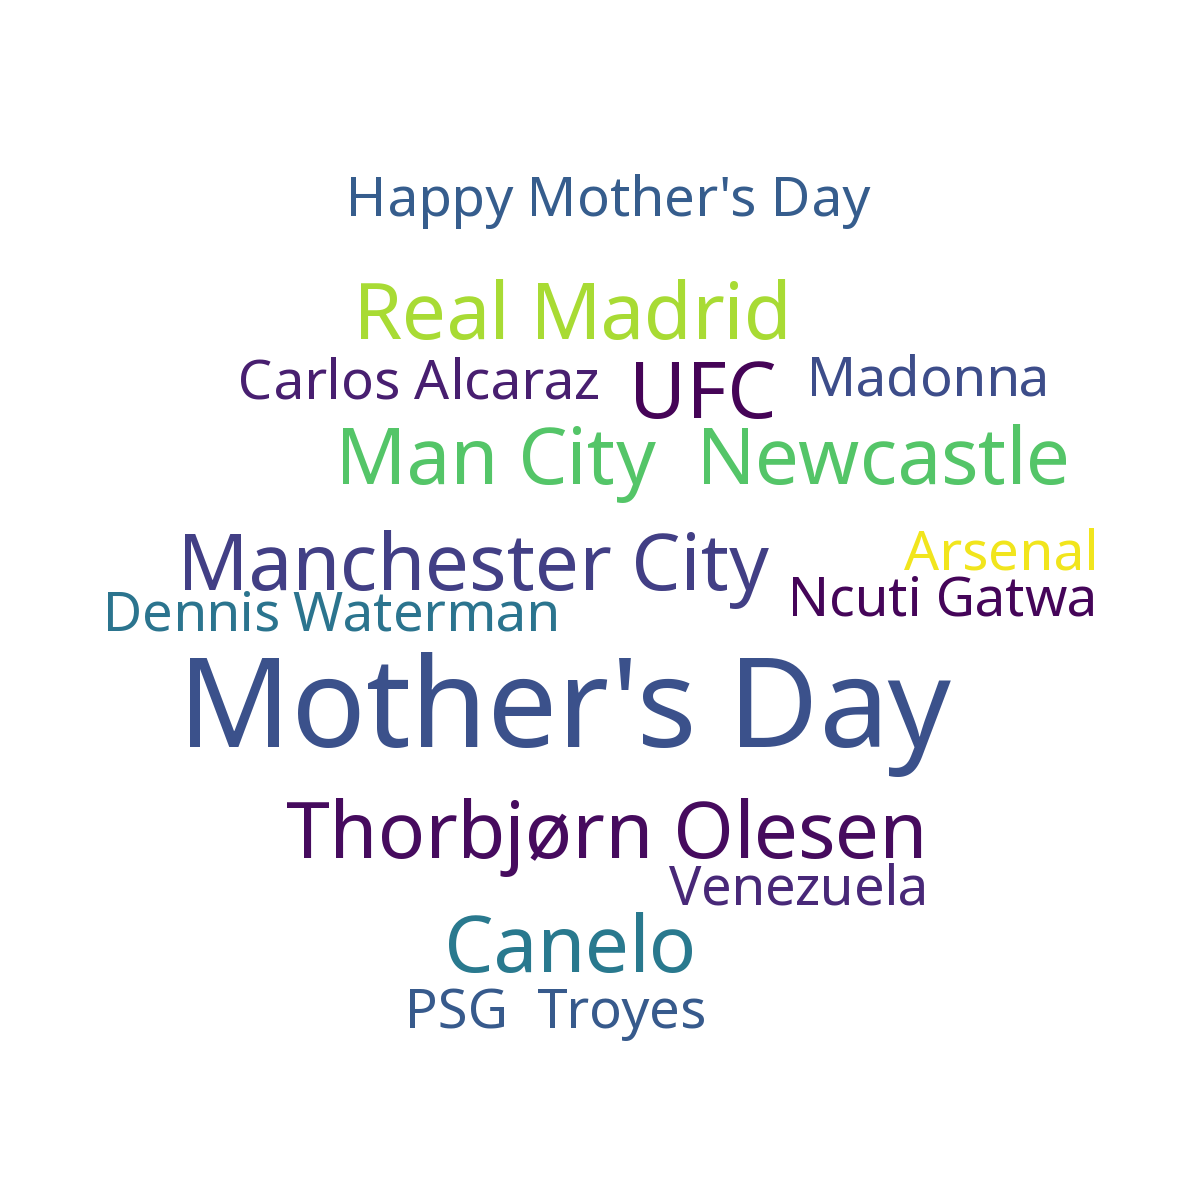 Happy Mother's Day
Real Madrid
Carlos Alcaraz
UFC
Madonna
Man City  Newcastle
Manchester City
Arsenal
Dennis Waterman
Ncuti Gatwa
Mother's Day
Thorbjørn Olesen
Venezuela
Canelo
PSG  Troyes